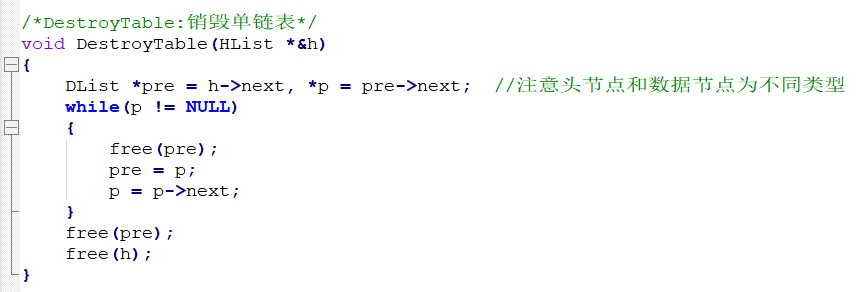 /*DestroyTable:销毁单链表*/
void DestroyTable(HList *&h)
{
    DList *pre = h->next, *p = pre->next;  //注意头节点和数据节点为不同类型
    while(p != NULL)
    {
        free(pre);
        pre = p;
        p = p->next;
    }
    free(pre);
    free(h);
}